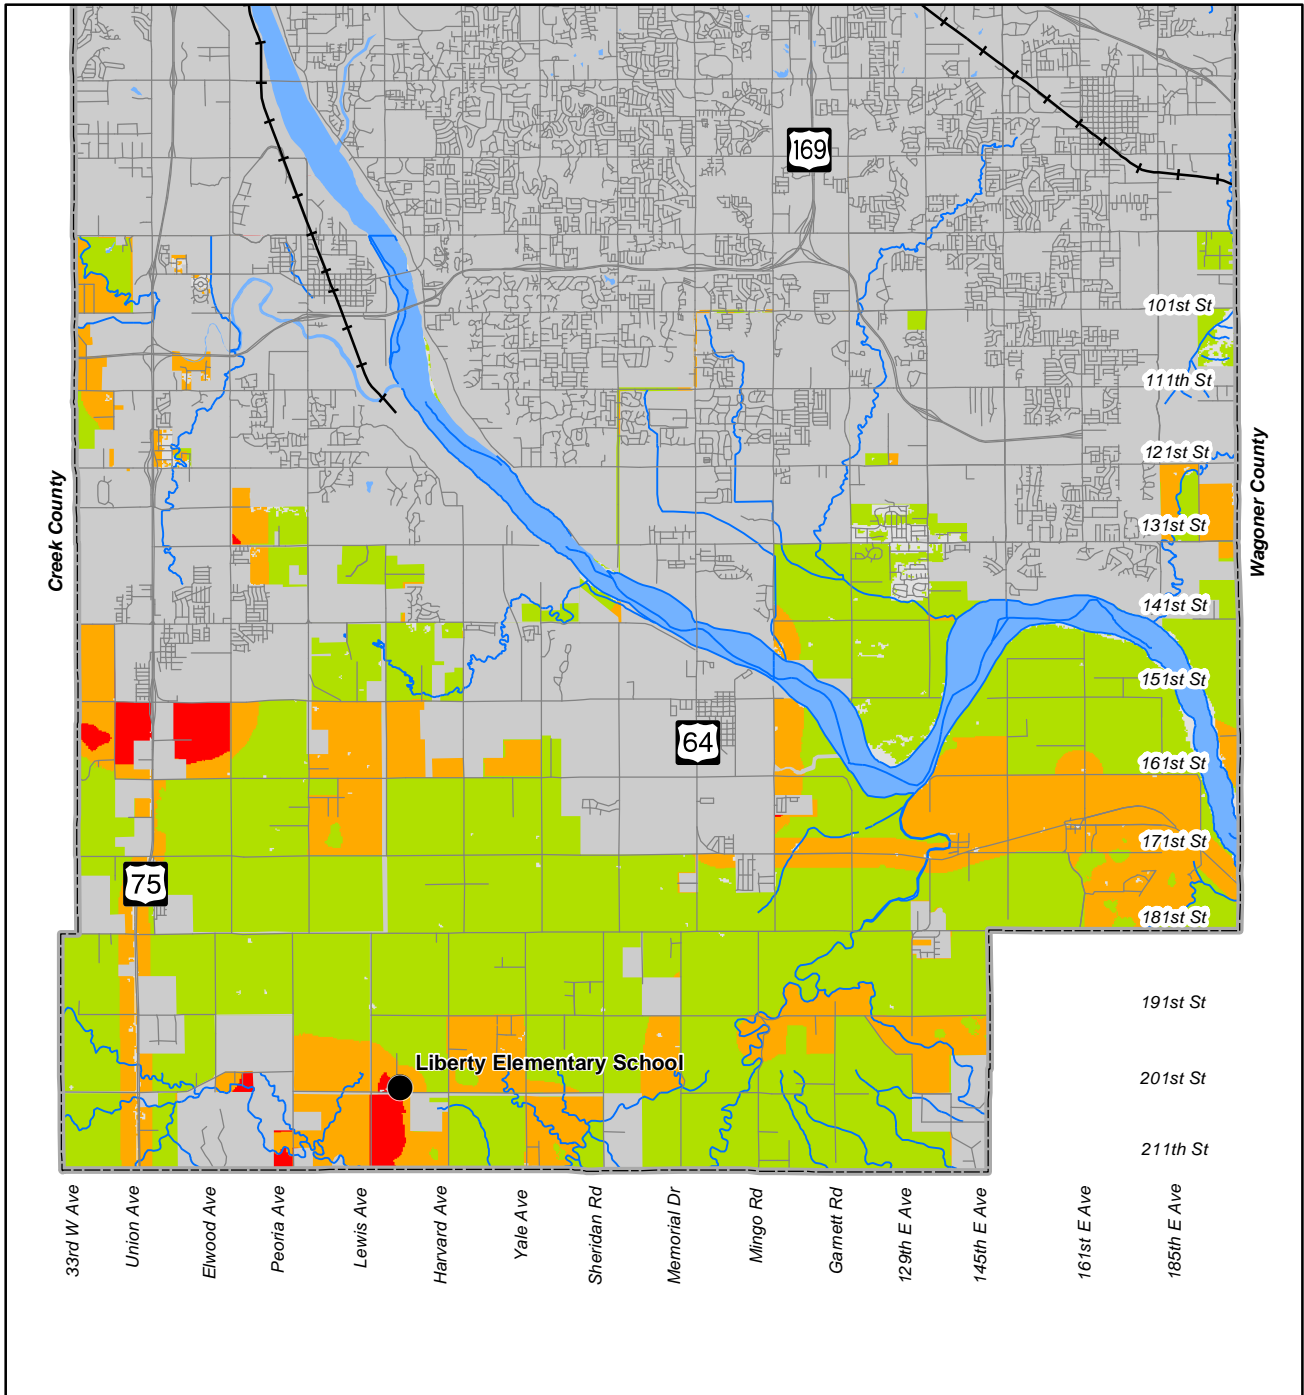 169
101st St
111th St
121st St
Creek County
Wagoner County
131st St
141st St
151st St
64
161st St
171st St
75
181st St
191st St
Liberty Elementary School
201st St
211th St
33rd W Ave
Union Ave
Elwood Ave
Peoria Ave
Lewis Ave
Harvard Ave
Yale Ave
Sheridan Rd
Memorial Dr
Mingo Rd
Garnett Rd
129th E Ave
145th E Ave
161st E Ave
185th E Ave